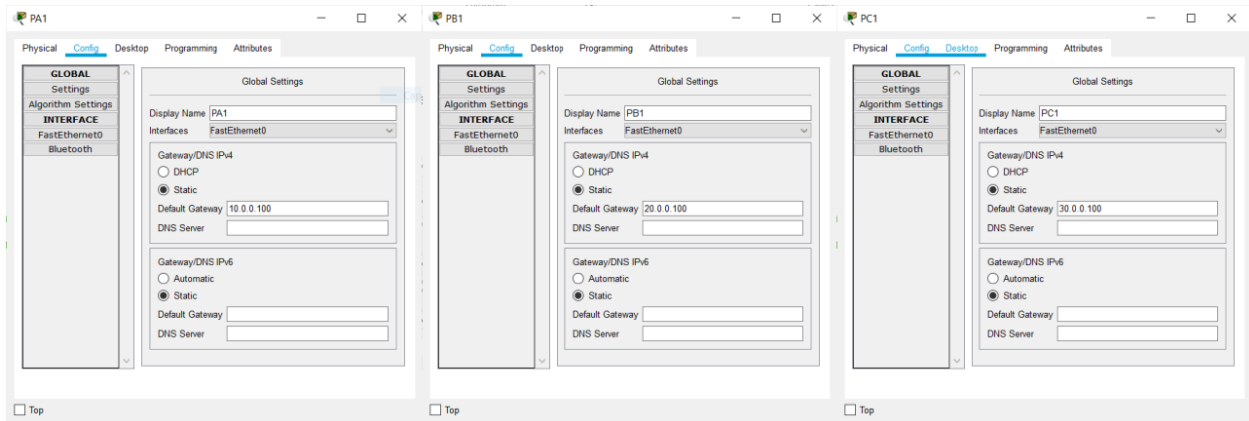 PA1
Physical Config Desktop Programming Attributes
GLOBAL
Settings
Algorithm Settings
INTERFACE
FastEthernet0
Bluetooth
Global Settings
Display Name PA1
Interfaces FastEthernet0
Gateway/DNS IPv4
DHCP
Static
Default Gateway 10.0.0.100
DNS Server
Gateway/DNS IPv6
Automatic
Static
Default Gateway
DNS Server
Top
PB1
Physical Config Desktop Programming Attributes
GLOBAL
Settings
Algorithm Settings
INTERFACE
FastEthernet0
Bluetooth
Global Settings
Display Name PB1
Interfaces FastEthernet0
Gateway/DNS IPv4
DHCP
Static
Default Gateway 20.0.0.100
DNS Server
Gateway/DNS IPv6
Automatic
Static
Default Gateway
DNS Server
Top
PC1
Physical Config Desktop Programming Attributes
GLOBAL
Settings
Algorithm Settings
INTERFACE
FastEthernet0
Bluetooth
Global Settings
Display Name PC1
Interfaces FastEthernet0
Gateway/DNS IPv4
DHCP
Static
Default Gateway 30.0.0.100
DNS Server
Gateway/DNS IPv6
Automatic
Static
Default Gateway
DNS Server
Top